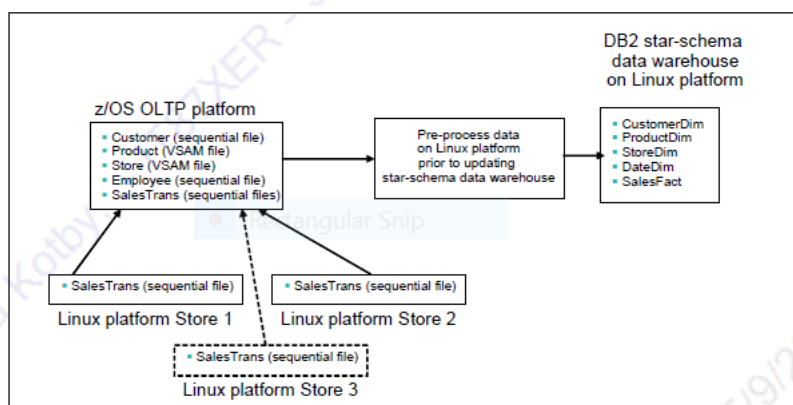 DB2 star-schema
data warehouse
on Linux platform
z/OS OLTP platform
▪ Customer (sequential file)
▪ Product (VSAM file)
▪ Store (VSAM file)
▪ Employee (sequential file)
▪ SalesTrans (sequential files)
Pre-process data
on Linux platform
prior to updating
star-schema data warehouse
▪ CustomerDim
▪ ProductDim
▪ StoreDim
▪ DateDim
▪ SalesFact
Rectangular Snip
▪ SalesTrans (sequential file)
Linux platform Store 1
▪ SalesTrans (sequential file)
Linux platform Store 2
▪ SalesTrans (sequential file)
Linux platform Store 3
Kotby